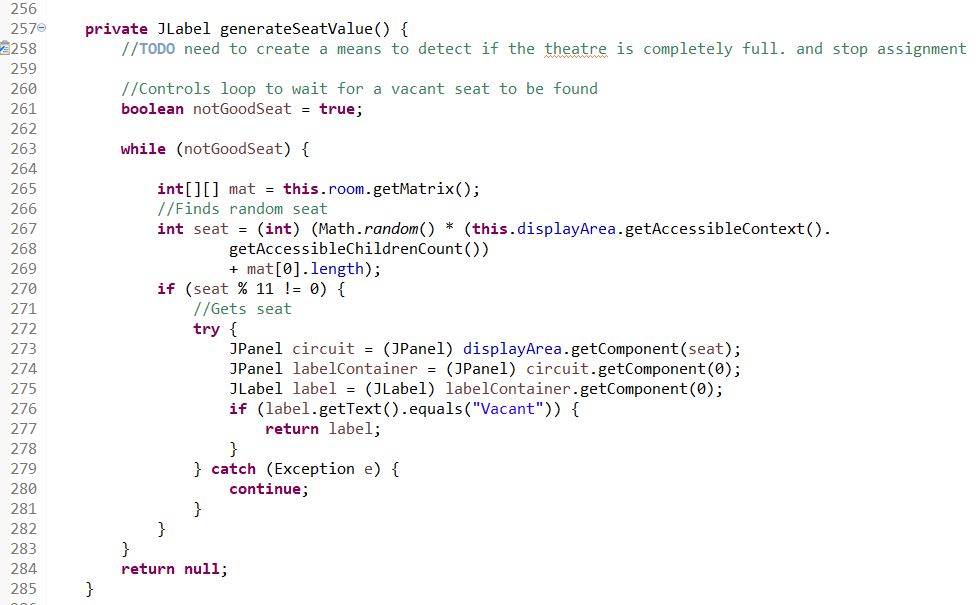 256
257 private JLabel generateSeatValue() {
258 //TODO need to create a means to detect if the theatre is completely full. and stop assignment
259
260 //Controls loop to wait for a vacant seat to be found
261 boolean notGoodSeat = true;
262
263 while (notGoodSeat) {
264
265 int[][] mat = this.room.getMatrix();
266 //Finds random seat
267 int seat = (int) (Math.random() * (this.displayArea.getAccessibleContext().
268 getAccessibleChildrenCount())
269 + mat[0].length);
270 if (seat % 11 != 0) {
271 //Gets seat
272 try {
273 JPanel circuit = (JPanel) displayArea.getComponent(seat);
274 JPanel labelContainer = (JPanel) circuit.getComponent(0);
275 JLabel label = (JLabel) labelContainer.getComponent(0);
276 if (label.getText().equals("Vacant")) {
277 return label;
278 }
279 } catch (Exception e) {
280 continue;
281 }
282 }
283 }
284 return null;
285 }